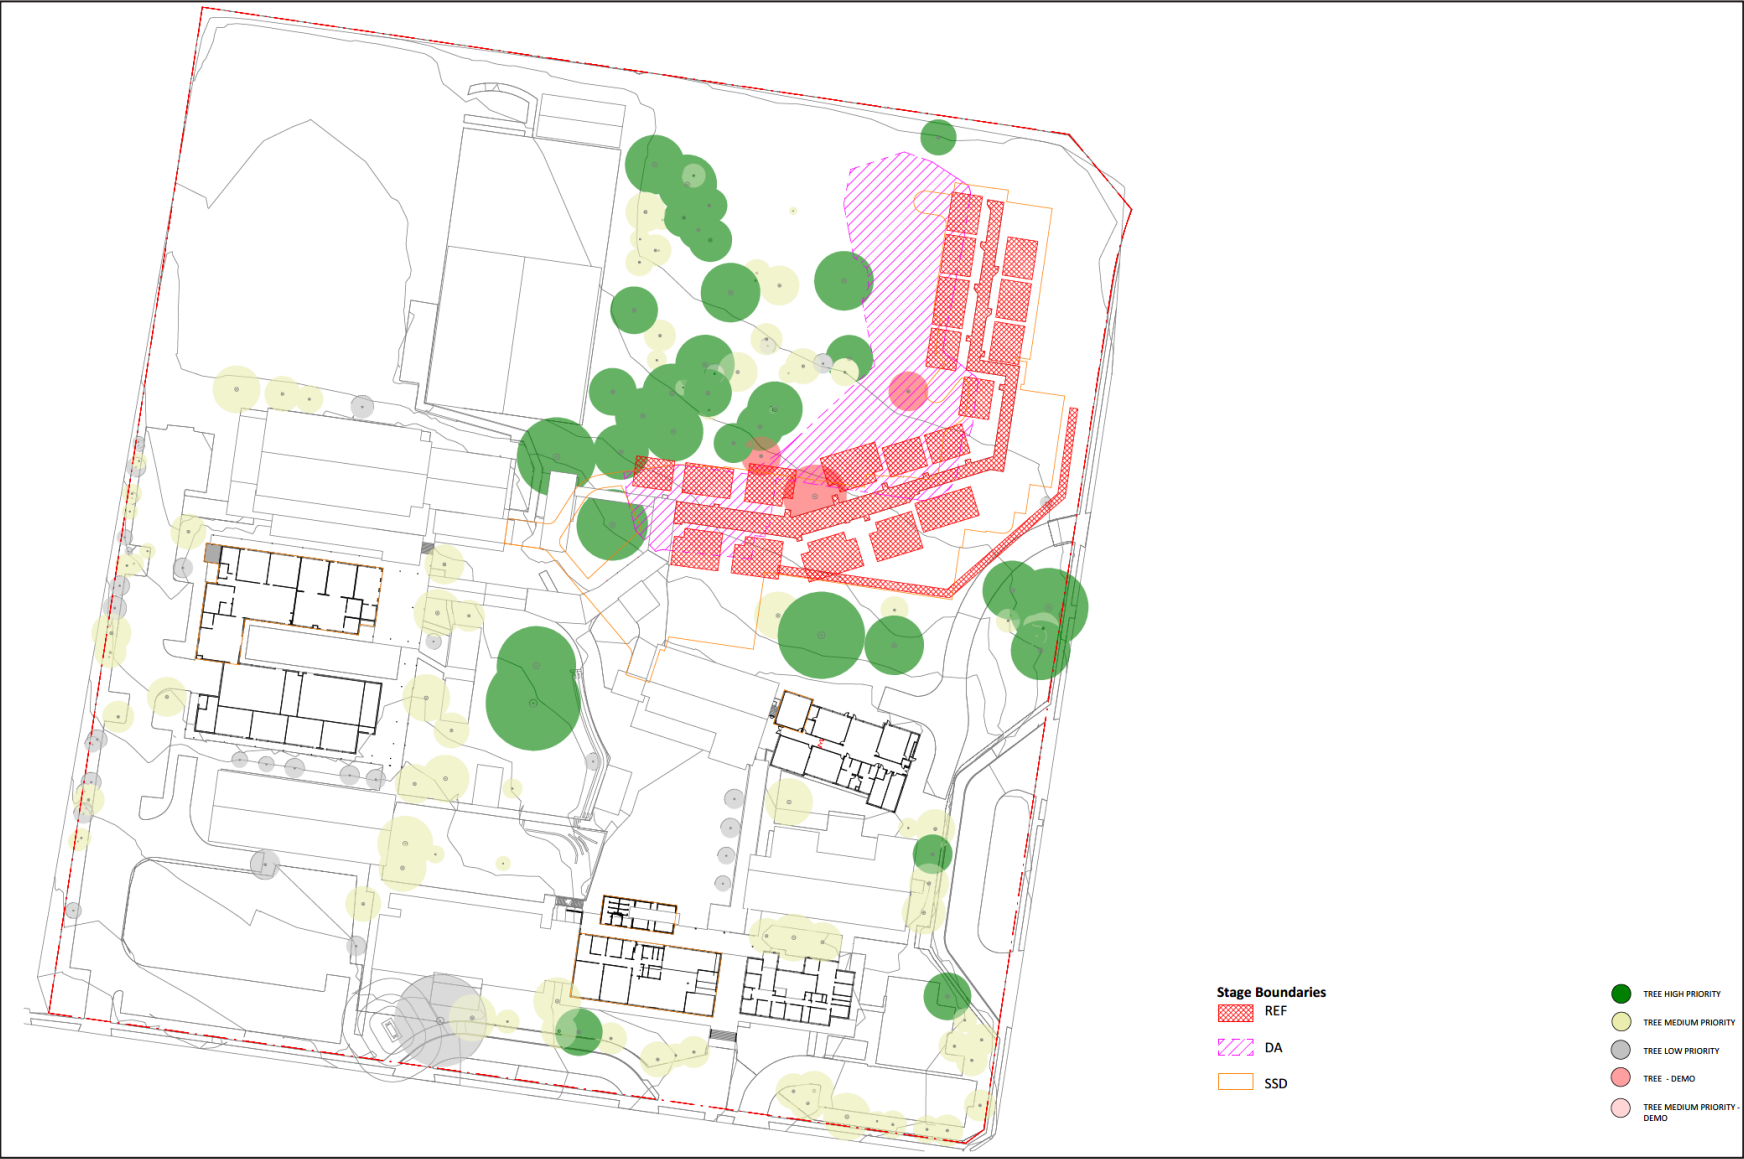 Stage Boundaries
REF
DA
SSD
TREE HIGH PRIORITY
TREE MEDIUM PRIORITY
TREE LOW PRIORITY
TREE - DEMO
TREE MEDIUM PRIORITY -
DEMO